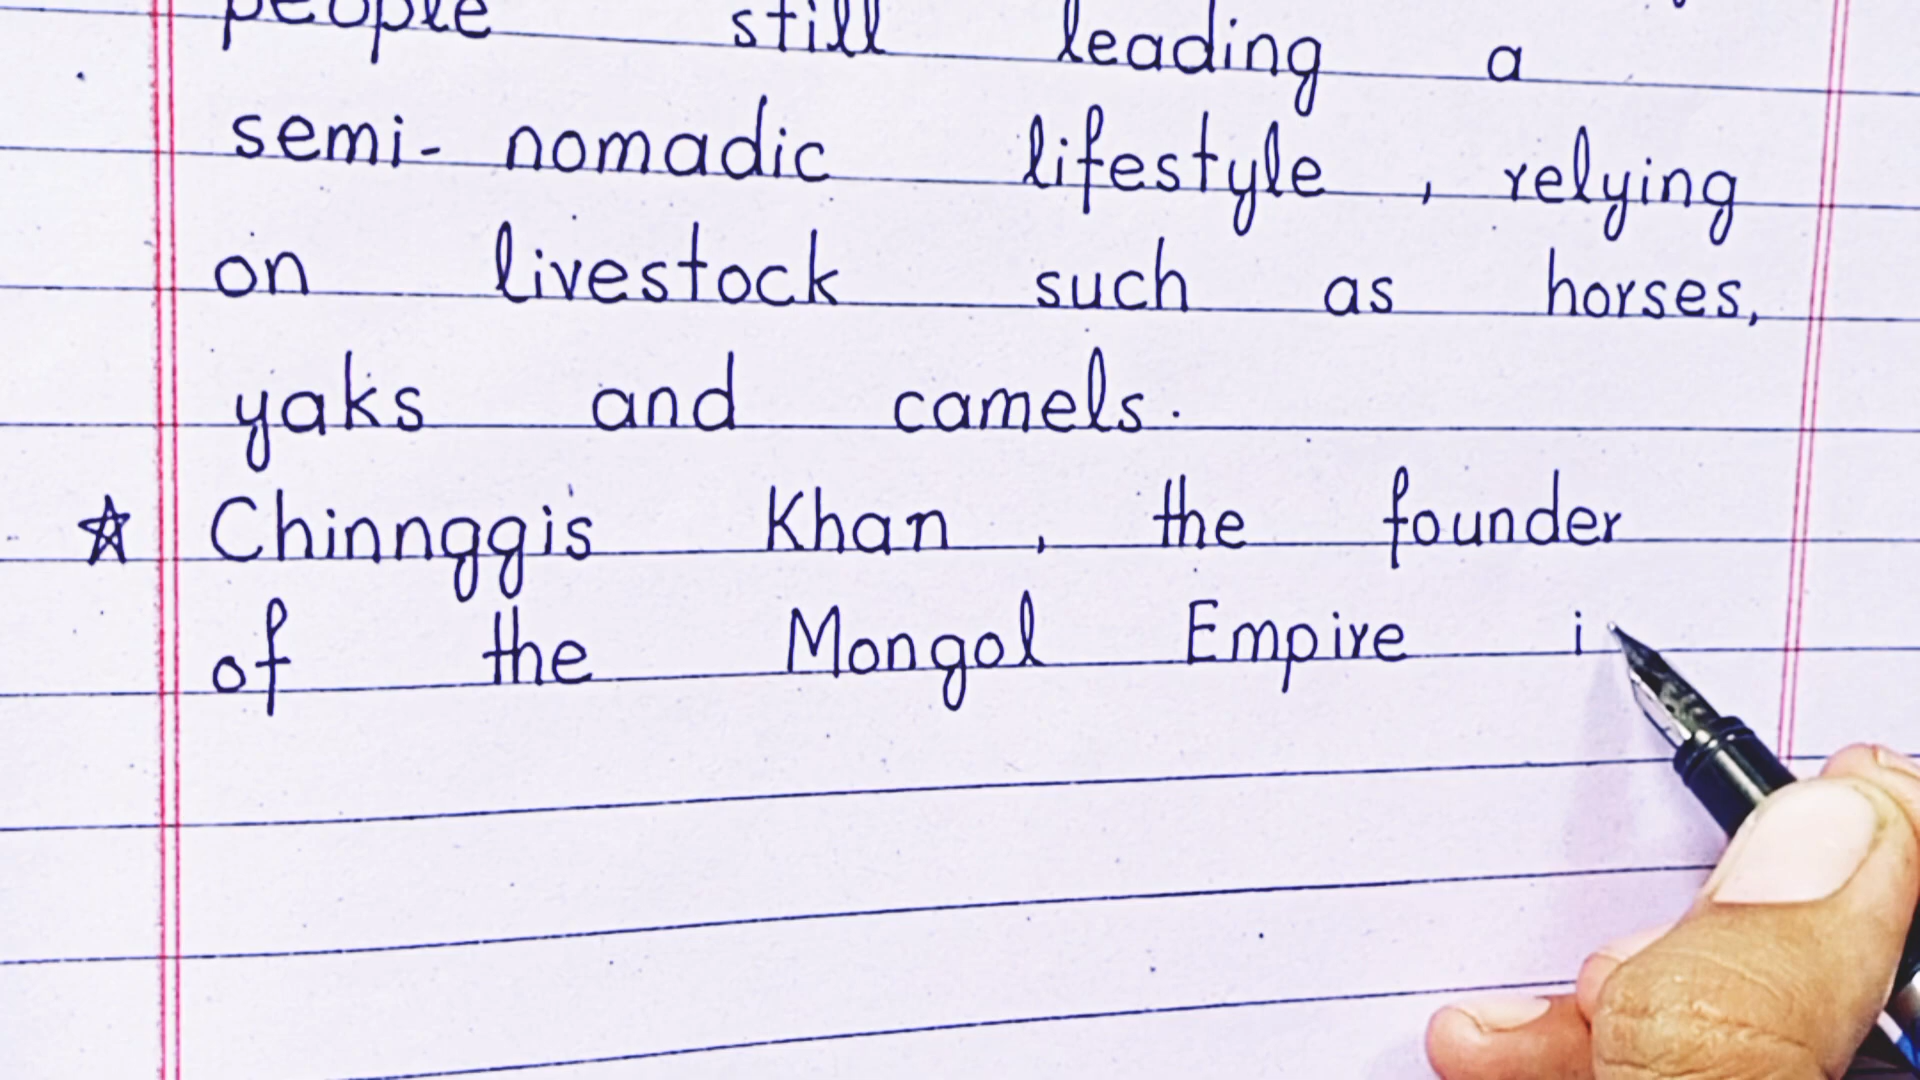 people still leading a
semi- nomadic lifestyle, relying
on livestock such as horses,
yaks and camels.
☆ Chinnggis Khan, the founder
of the Mongol Empire i